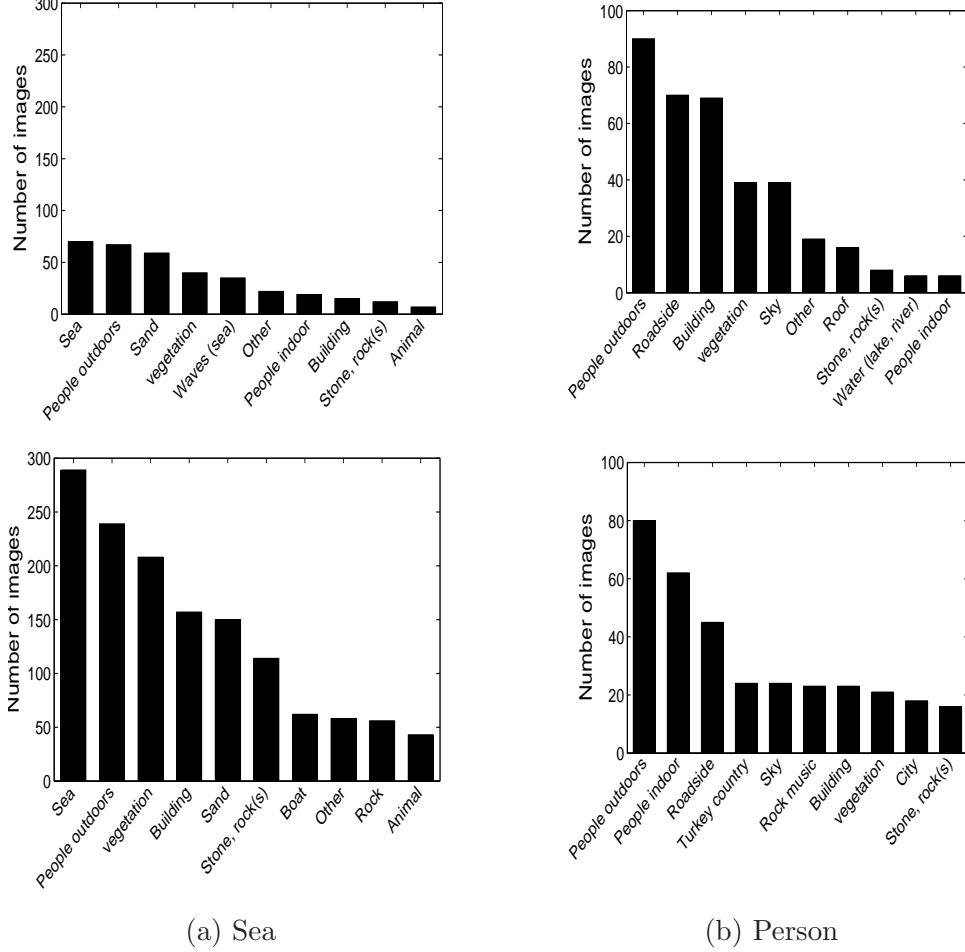 300
250
200
150
100
50
0
Number of images
Sea
People outdoors
Sand
vegetation
Waves (sea)
Other
People indoor
Building
Stone, rock(s)
Animal
100
80
60
40
20
0
Number of images
People outdoors
Roadside
Building
vegetation
Sky
Other
Roof
Stone, rock(s)
Water (lake, river)
People indoor
300
250
200
150
100
50
0
Number of images
Sea
People outdoors
vegetation
Building
Sand
Stone, rock(s)
Boat
Other
Rock
Animal
100
80
60
40
20
0
Number of images
People outdoors
People indoor
Roadside
Turkey country
Sky
Rock music
Building
vegetation
City
Stone, rock(s)
(a) Sea
(b) Person